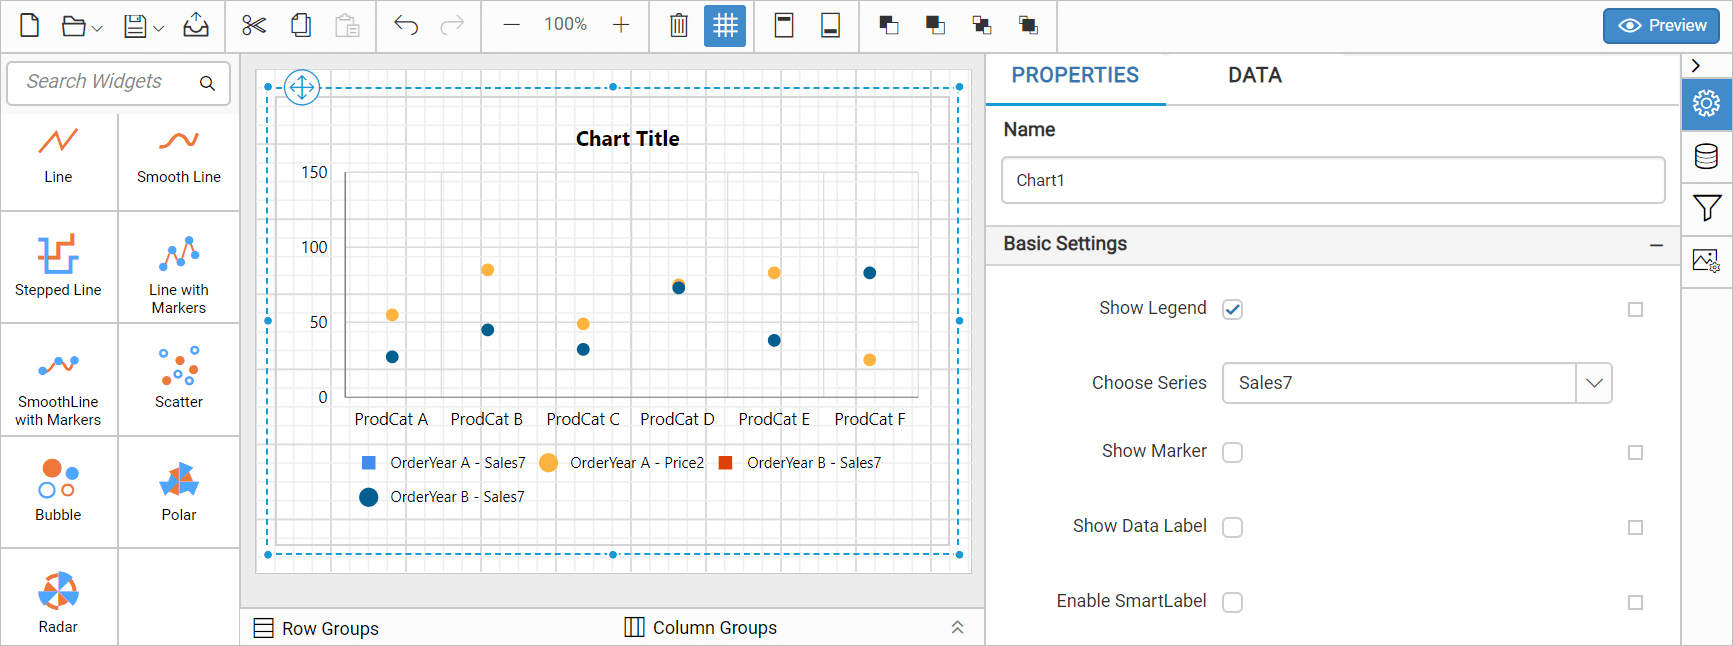 100%
Preview
Search Widgets
Line
Smooth Line
Stepped Line
Line with
Markers
SmoothLine
with Markers
Scatter
Bubble
Polar
Radar
Chart Title
150
100
50
0
ProdCat A ProdCat B ProdCat C ProdCat D ProdCat E ProdCat F
OrderYear A - Sales7 OrderYear A - Price2 OrderYear B - Sales7
OrderYear B - Sales7
Row Groups
Column Groups
PROPERTIES
DATA
Name
Chart1
Basic Settings
Show Legend
Choose Series
Sales7
Show Marker
Show Data Label
Enable SmartLabel